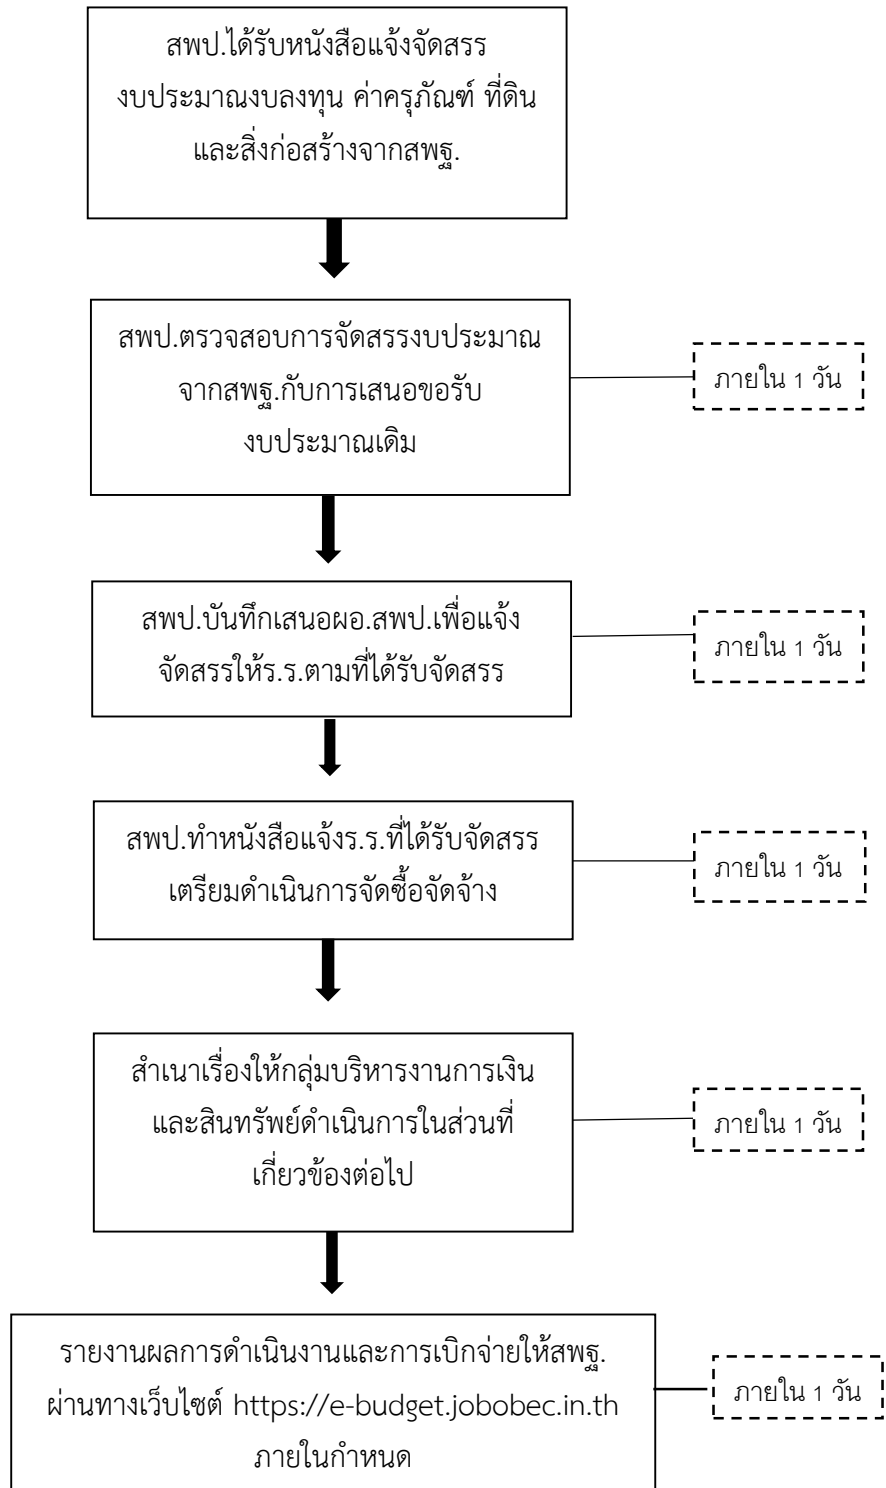 สพป.ได้รับหนังสือแจ้งจัดสรร
งบประมาณงบลงทุน ค่าครุภัณฑ์ ที่ดิน
และสิ่งก่อสร้างจากสพฐ.
สพป.ตรวจสอบการจัดสรรงบประมาณ
จากสพฐ.กับการเสนอขอรับ
งบประมาณเดิม
ภายใน 1 วัน
สพป.บันทึกเสนอผอ.สพป.เพื่อแจ้ง
จัดสรรให้ร.ร.ตามที่ได้รับจัดสรร
ภายใน 1 วัน
สพป.ทำหนังสือแจ้งร.ร.ที่ได้รับจัดสรร
เตรียมดำเนินการจัดซื้อจัดจ้าง
ภายใน 1 วัน
สำเนาเรื่องให้กลุ่มบริหารงานการเงิน
และสินทรัพย์ดำเนินการในส่วนที่
เกี่ยวข้องต่อไป
ภายใน 1 วัน
รายงานผลการดำเนินงานและการเบิกจ่ายให้สพฐ.
ผ่านทางเว็บไซต์ https://e-budget.jobobec.in.th
ภายในกำหนด
ภายใน 1 วัน